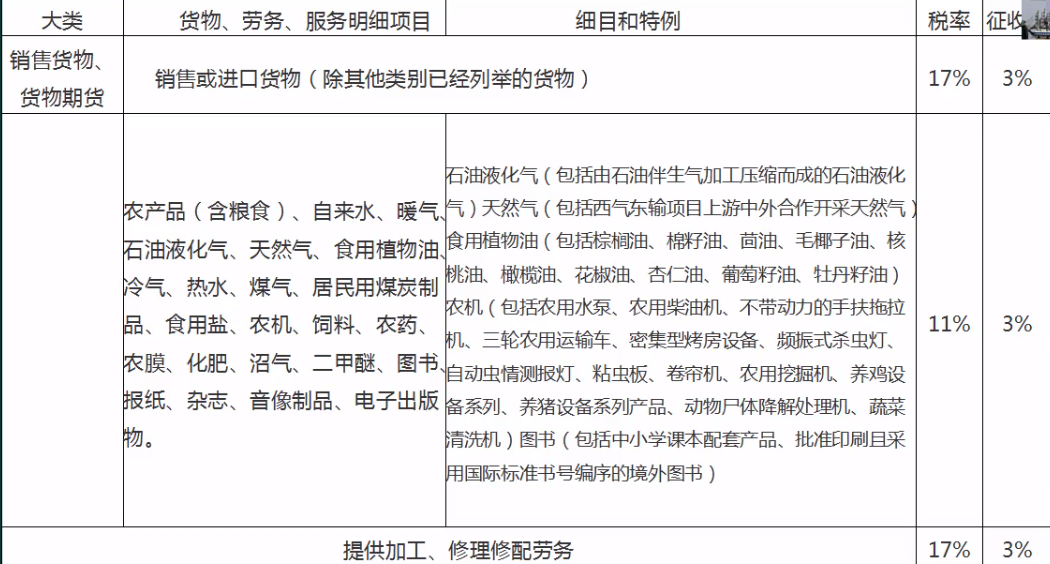 大类
货物、劳务、服务明细项目
细目和特例
税率
征收
销售货物、
货物期货
销售或进口货物（除其他类别已经列举的货物）
17%
3%
农产品（含粮食）、自来水、暖气、
石油液化气、天然气、食用植物油、
冷气、热水、煤气、居民用煤炭制
品、食用盐、农机、饲料、农药、
农膜、化肥、沼气、二甲醚、图书、
报纸、杂志、音像制品、电子出版
物。
石油液化气（包括由石油伴生气加工压缩而成的石油液化
气）天然气（包括西气东输项目上游中外合作开采天然气）
食用植物油（包括棕榈油、棉籽油、茴油、毛椰子油、核
桃油、橄榄油、花椒油、杏仁油、葡萄籽油、牡丹籽油）
农机（包括农用水泵、农用柴油机、不带动力的手扶拖拉
机、三轮农用运输车、密集型烤房设备、频振式杀虫灯、
自动虫情测报灯、粘虫板、卷帘机、农用挖掘机、养鸡设
备系列、养猪设备系列产品、动物尸体降解处理机、蔬菜
清洗机）图书（包括中小学课本配套产品、批准印刷且采
用国际标准书号编序的境外图书）
11%
3%
提供加工、修理修配劳务
17%
3%